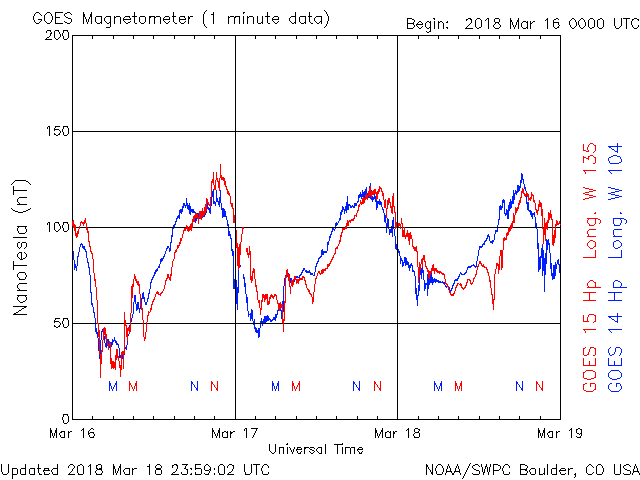 GOES Magnetometer (1 minute data)
Begin: 2018 Mar 16 0000 UTC
200
150
100
50
0
NanoTesla (nT)
M M N N M M N N M M N N
Mar 16 Mar 17 Mar 18 Mar 19
Universal Time
GOES 15 Hp Long. W 135
GOES 14 Hp Long. W 104
Updated 2018 Mar 18 23:59:02 UTC
NOAA/SWPC Boulder, CO USA